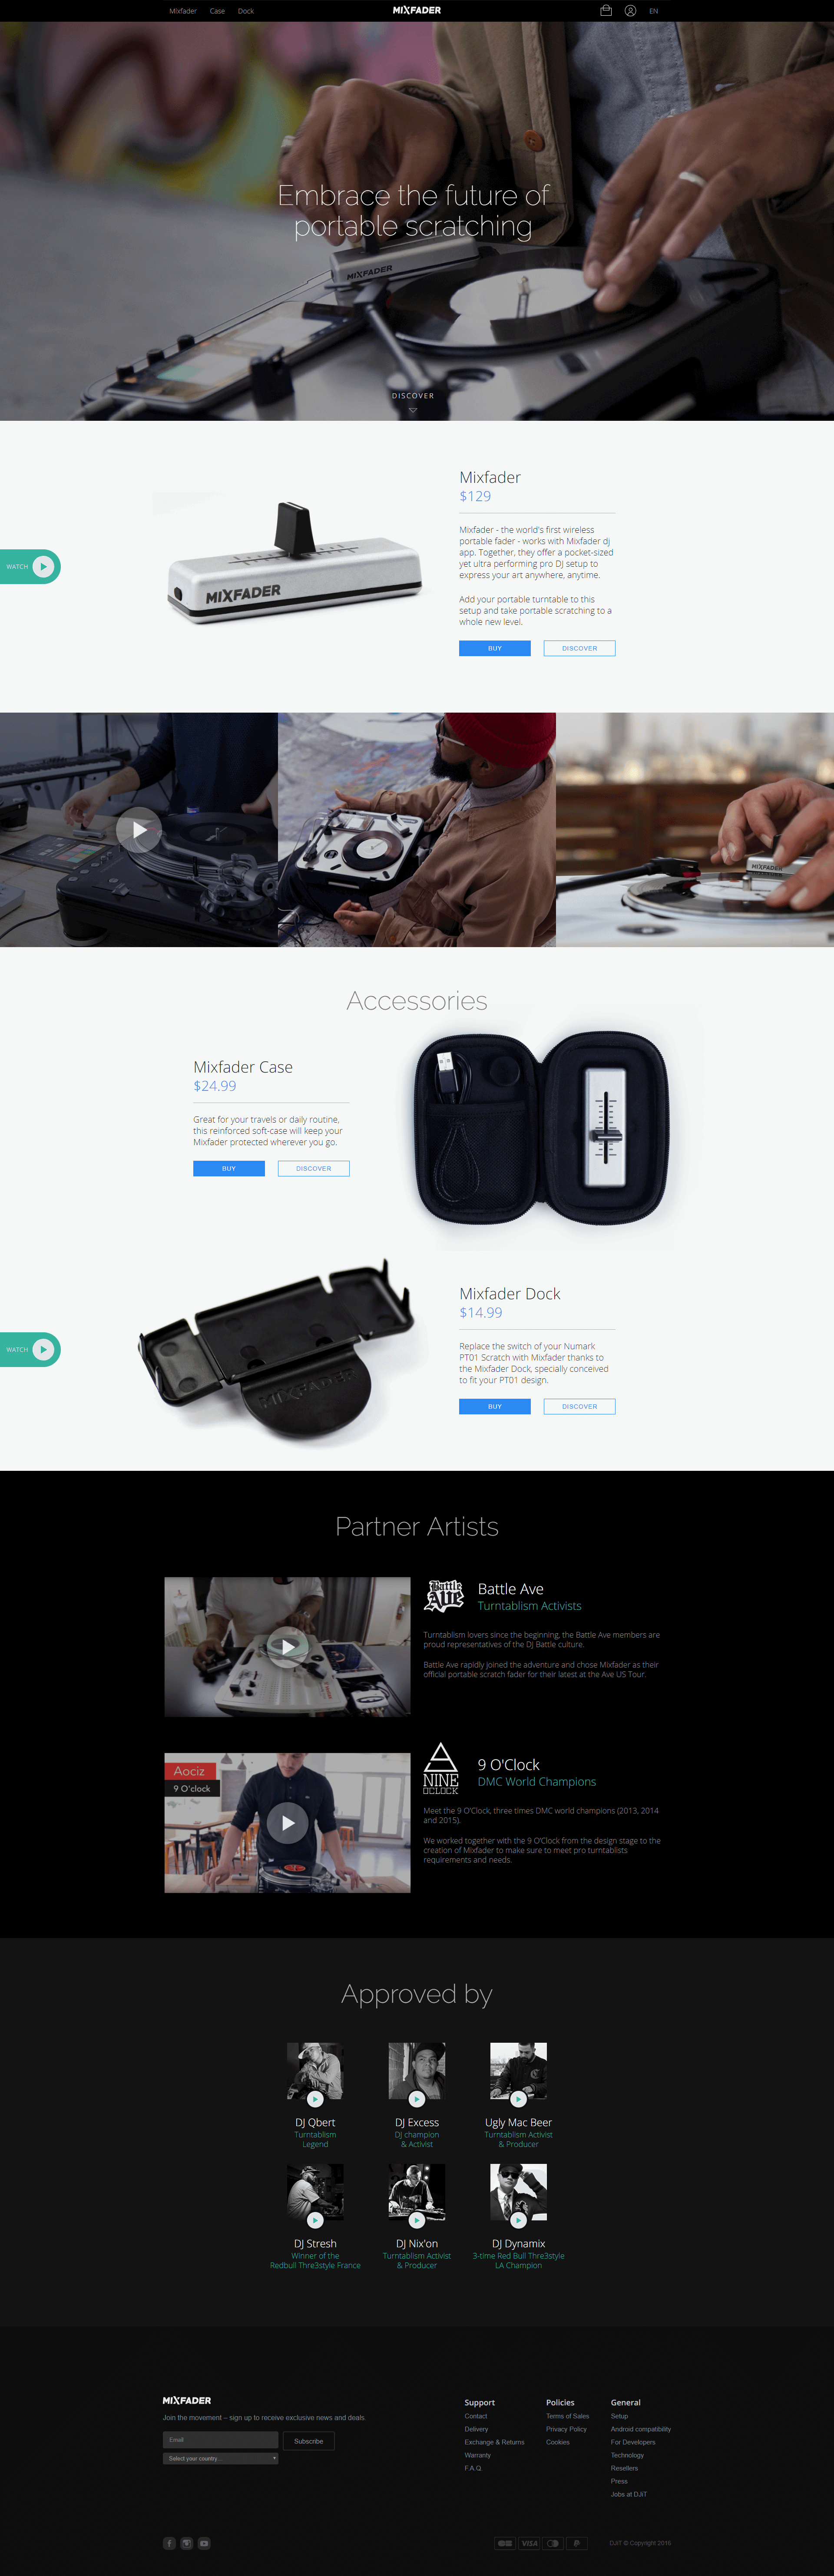 Mixfader Case Dock MIXFADER EN
Embrace the future of
portable scratching
MIXFADER
DISCOVER
Mixfader
$129
Mixfader - the world's first wireless
portable fader - works with Mixfader dj
app. Together, they offer a pocket-sized
yet ultra performing pro DJ setup to
express your art anywhere, anytime.
Add your portable turntable to this
setup and take portable scratching to a
whole new level.
BUY DISCOVER
WATCH
MIXFADER
MIXFADER
Accessories
Mixfader Case
$24.99
Great for your travels or daily routine,
this reinforced soft-case will keep your
Mixfader protected wherever you go.
BUY DISCOVER
WATCH
MIXFADER
Mixfader Dock
$14.99
Replace the switch of your Numark
PT01 Scratch with Mixfader thanks to
the Mixfader Dock, specially conceived
to fit your PT01 design.
BUY DISCOVER
Partner Artists
Battle
Ave
Battle Ave
Turntablism Activists
Turntablism lovers since the beginning, the Battle Ave members are
proud representatives of the DJ Battle culture.
Battle Ave rapidly joined the adventure and chose Mixfader as their
official portable scratch fader for their latest at the Ave US Tour.
Aociz
9 O'clock
NINE
OCLOCK
9 O'Clock
DMC World Champions
Meet the 9 O'Clock, three times DMC world champions (2013, 2014
and 2015).
We worked together with the 9 O'Clock from the design stage to the
creation of Mixfader to make sure to meet pro turntablists
requirements and needs.
Approved by
DJ Qbert
Turntablism
Legend
DJ Excess
DJ champion
& Activist
Ugly Mac Beer
Turntablism Activist
& Producer
DJ Stresh
Winner of the
Redbull Thre3style France
DJ Nix'on
Turntablism Activist
& Producer
DJ Dynamix
3-time Red Bull Thre3style
LA Champion
MIXFADER
Join the movement – sign up to receive exclusive news and deals.
Email
Subscribe
Select your country...
Support
Contact
Delivery
Exchange & Returns
Warranty
F.A.Q.
Policies
Terms of Sales
Privacy Policy
Cookies
General
Setup
Android compatibility
For Developers
Technology
Resellers
Press
Jobs at DJiT
VISA
DJiT © Copyright 2016